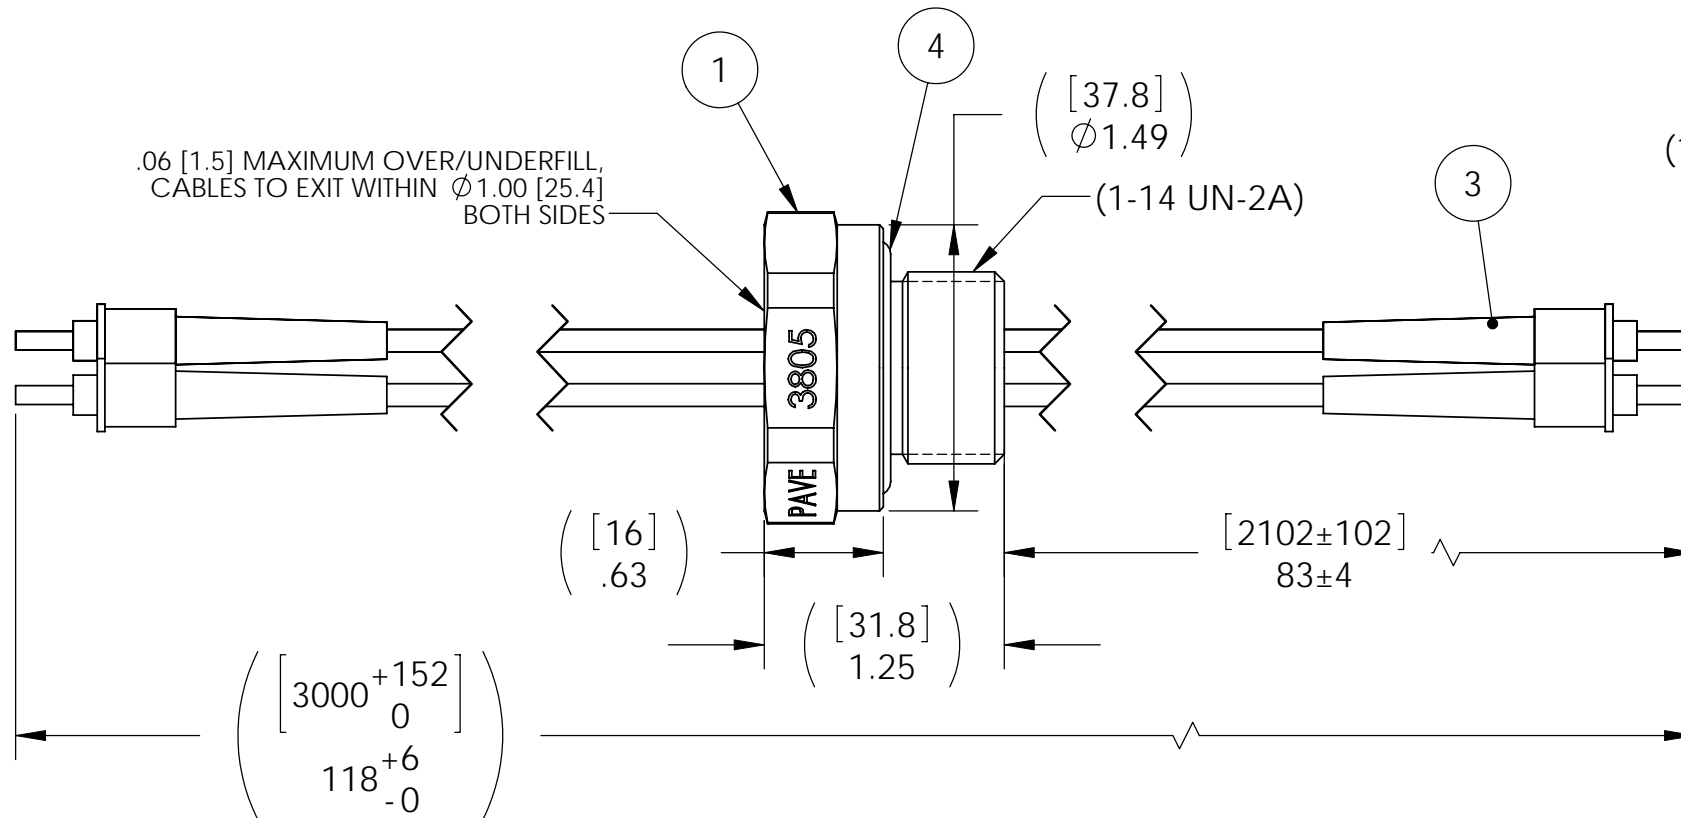 1
4
[37.8]
Ø1.49
(1
.06 [1.5] MAXIMUM OVER/UNDERFILL,
CABLES TO EXIT WITHIN Ø1.00 [25.4]
BOTH SIDES
(1-14 UN-2A)
3
3805
PAVE
([16]
.63)
[2102±102]
83±4
([31.8]
1.25)
([3000 +152
0]
118 +6
-0)